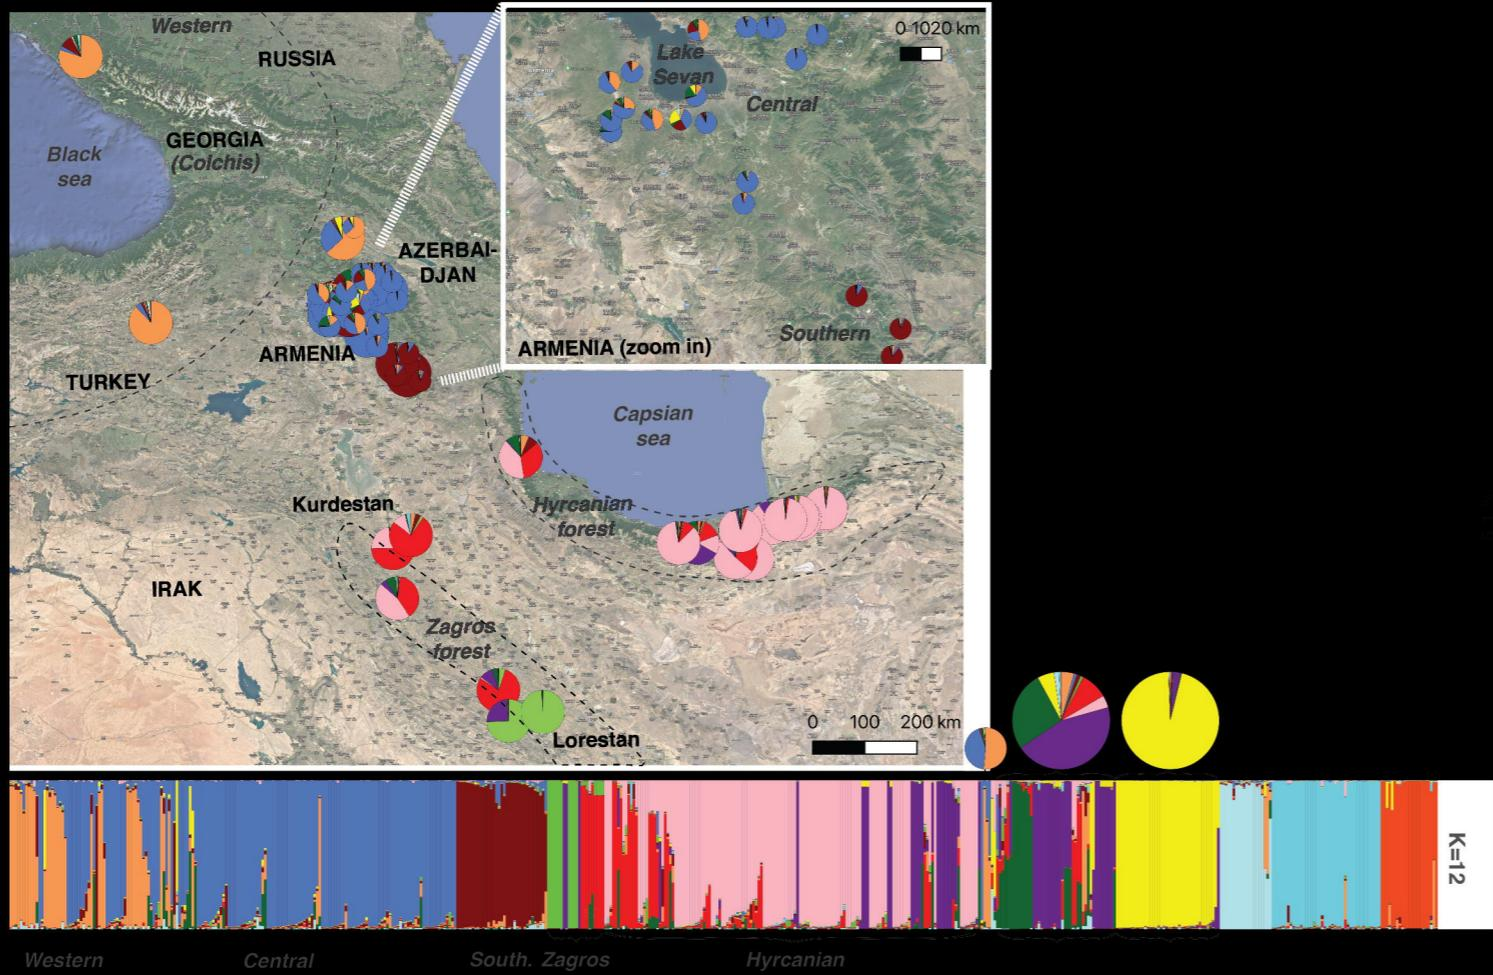 Western
RUSSIA
GEORGIA
(Colchis)
Black
sea
AZERBAI-
DJAN
ARMENIA
TURKEY
0 1020 km
Lake
Sevan
Central
Southern
ARMENIA (zoom in)
Capsian
sea
Hyrcanian
forest
Kurdestan
IRAK
Zagros
forest
Lorestan
0 100 200 km
K=12
Western Central South. Zagros Hyrcanian